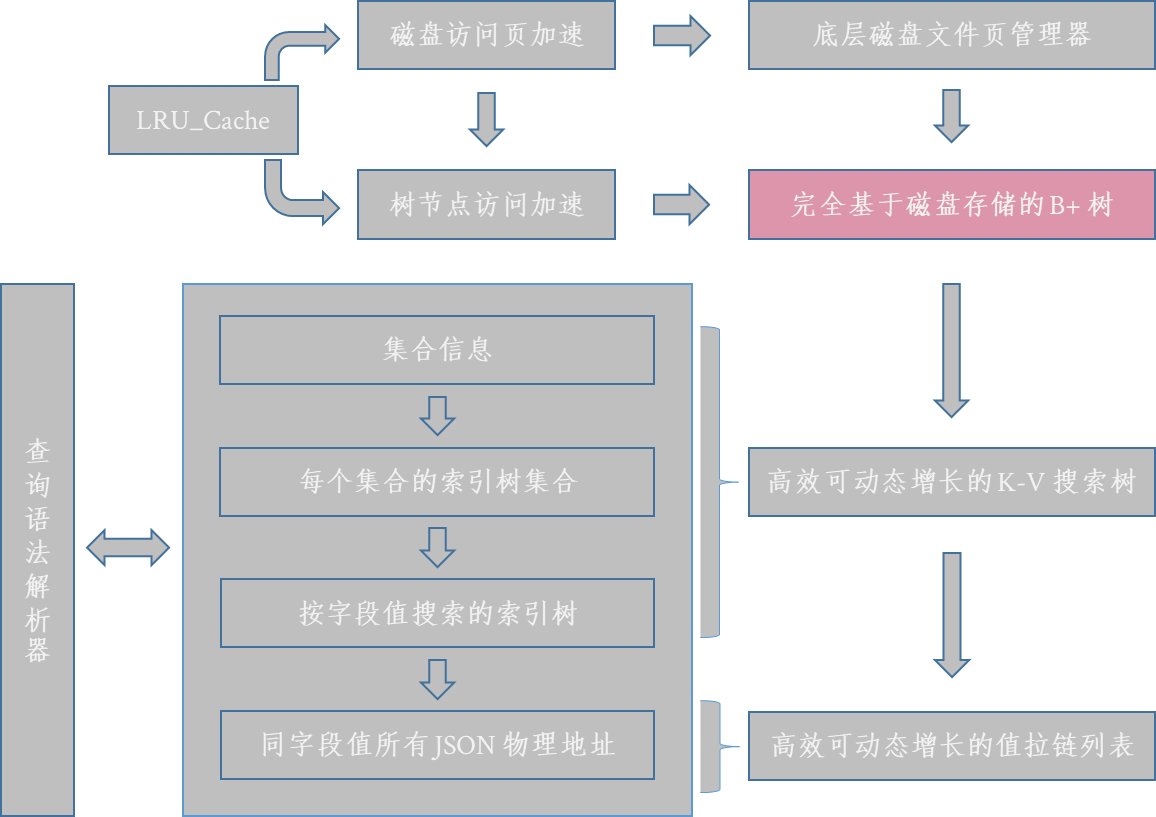 磁盘访问页加速
底层磁盘文件页管理器
LRU_Cache
树节点访问加速
完全基于磁盘存储的B+树
查询语法解析器
集合信息
每个集合的索引树集合
高效可动态增长的K-V搜索树
按字段值搜索的索引树
同字段值所有JSON物理地址
高效可动态增长的值拉链列表